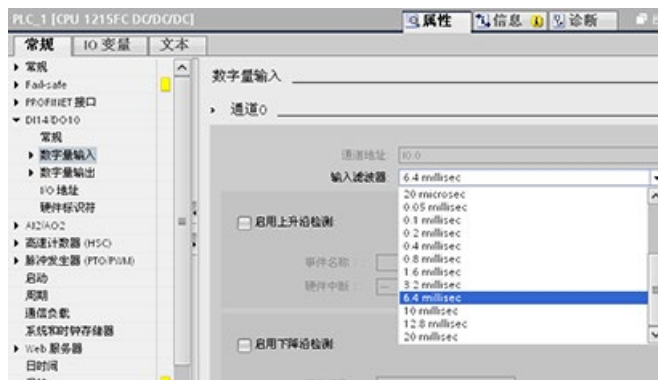 PLC_1 [CPU 1215FC DC/DC/DC]
属性
信息
诊断
常规
IO 变量
文本
常规
Fail-safe
PROFINET 接口
DI14/DO10
常规
数字量输入
数字量输出
I/O 地址
硬件标识符
AI2/AO2
高速计数器 (HSC)
脉冲发生器 (PTO/PWM)
启动
周期
通信负载
系统和时钟存储器
Web 服务器
日时间
数字量输入
通道0
通道地址
I0.0
输入滤波器
6.4 millisec
20 microsec
0.05 millisec
0.1 millisec
0.2 millisec
0.4 millisec
0.8 millisec
1.6 millisec
3.2 millisec
6.4 millisec
10 millisec
12.8 millisec
20 millisec
启用上升沿检测
事件名称：
硬件中断：
启用下降沿检测